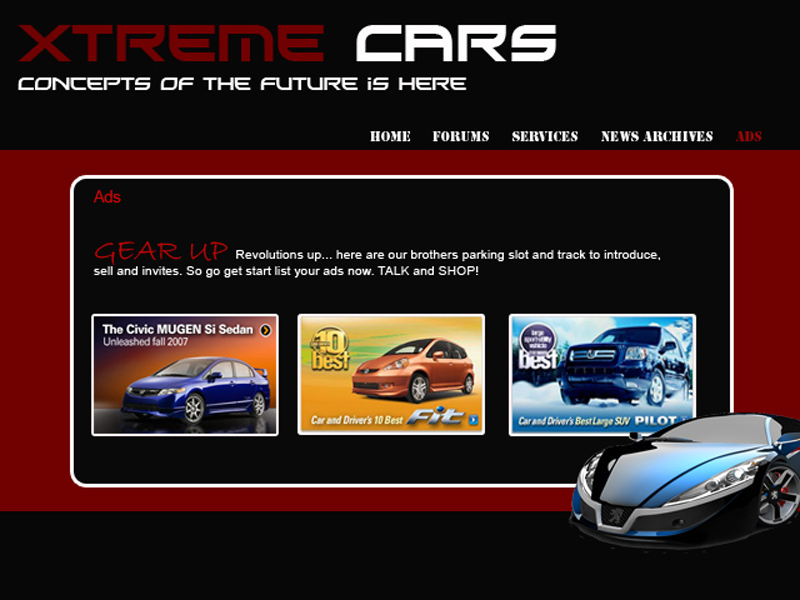 XTREME CARS
CONCEPTS OF THE FUTURE iS HERE
HOME FORUMS SERVICES NEWS ARCHIVES ADS
Ads
GEAR UP Revolutions up... here are our brothers parking slot and track to introduce,
sell and invites. So go get start list your ads now. TALK and SHOP!
The Civic MUGEN Si Sedan
Unleashed fall 2007
10
best
Car and Driver's 10 Best Fit
large
sport-utility
vehicle
best
Car and Driver's Best Large SUV PILOT